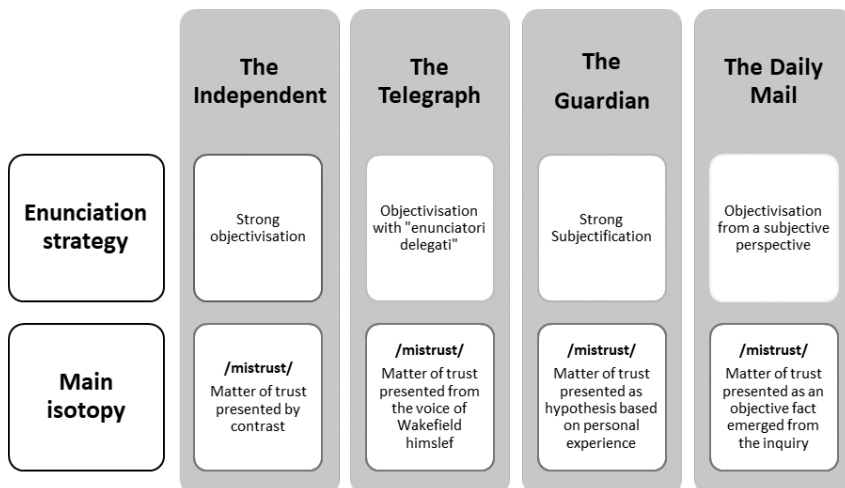 The
Independent
The
Telegraph
The
Guardian
The Daily
Mail
Enunciation
strategy
Strong
objectivisation
Objectivisation
with "enunciatori
delegati"
Strong
Subjectification
Objectivisation
from a subjective
perspective
Main
isotopy
/mistrust/
Matter of trust
presented by
contrast
/mistrust/
Matter of trust
presented from
the voice of
Wakefield
himslef
/mistrust/
Matter of trust
presented as
hypothesis based
on personal
experience
/mistrust/
Matter of trust
presented as an
objective fact
emerged from
the inquiry